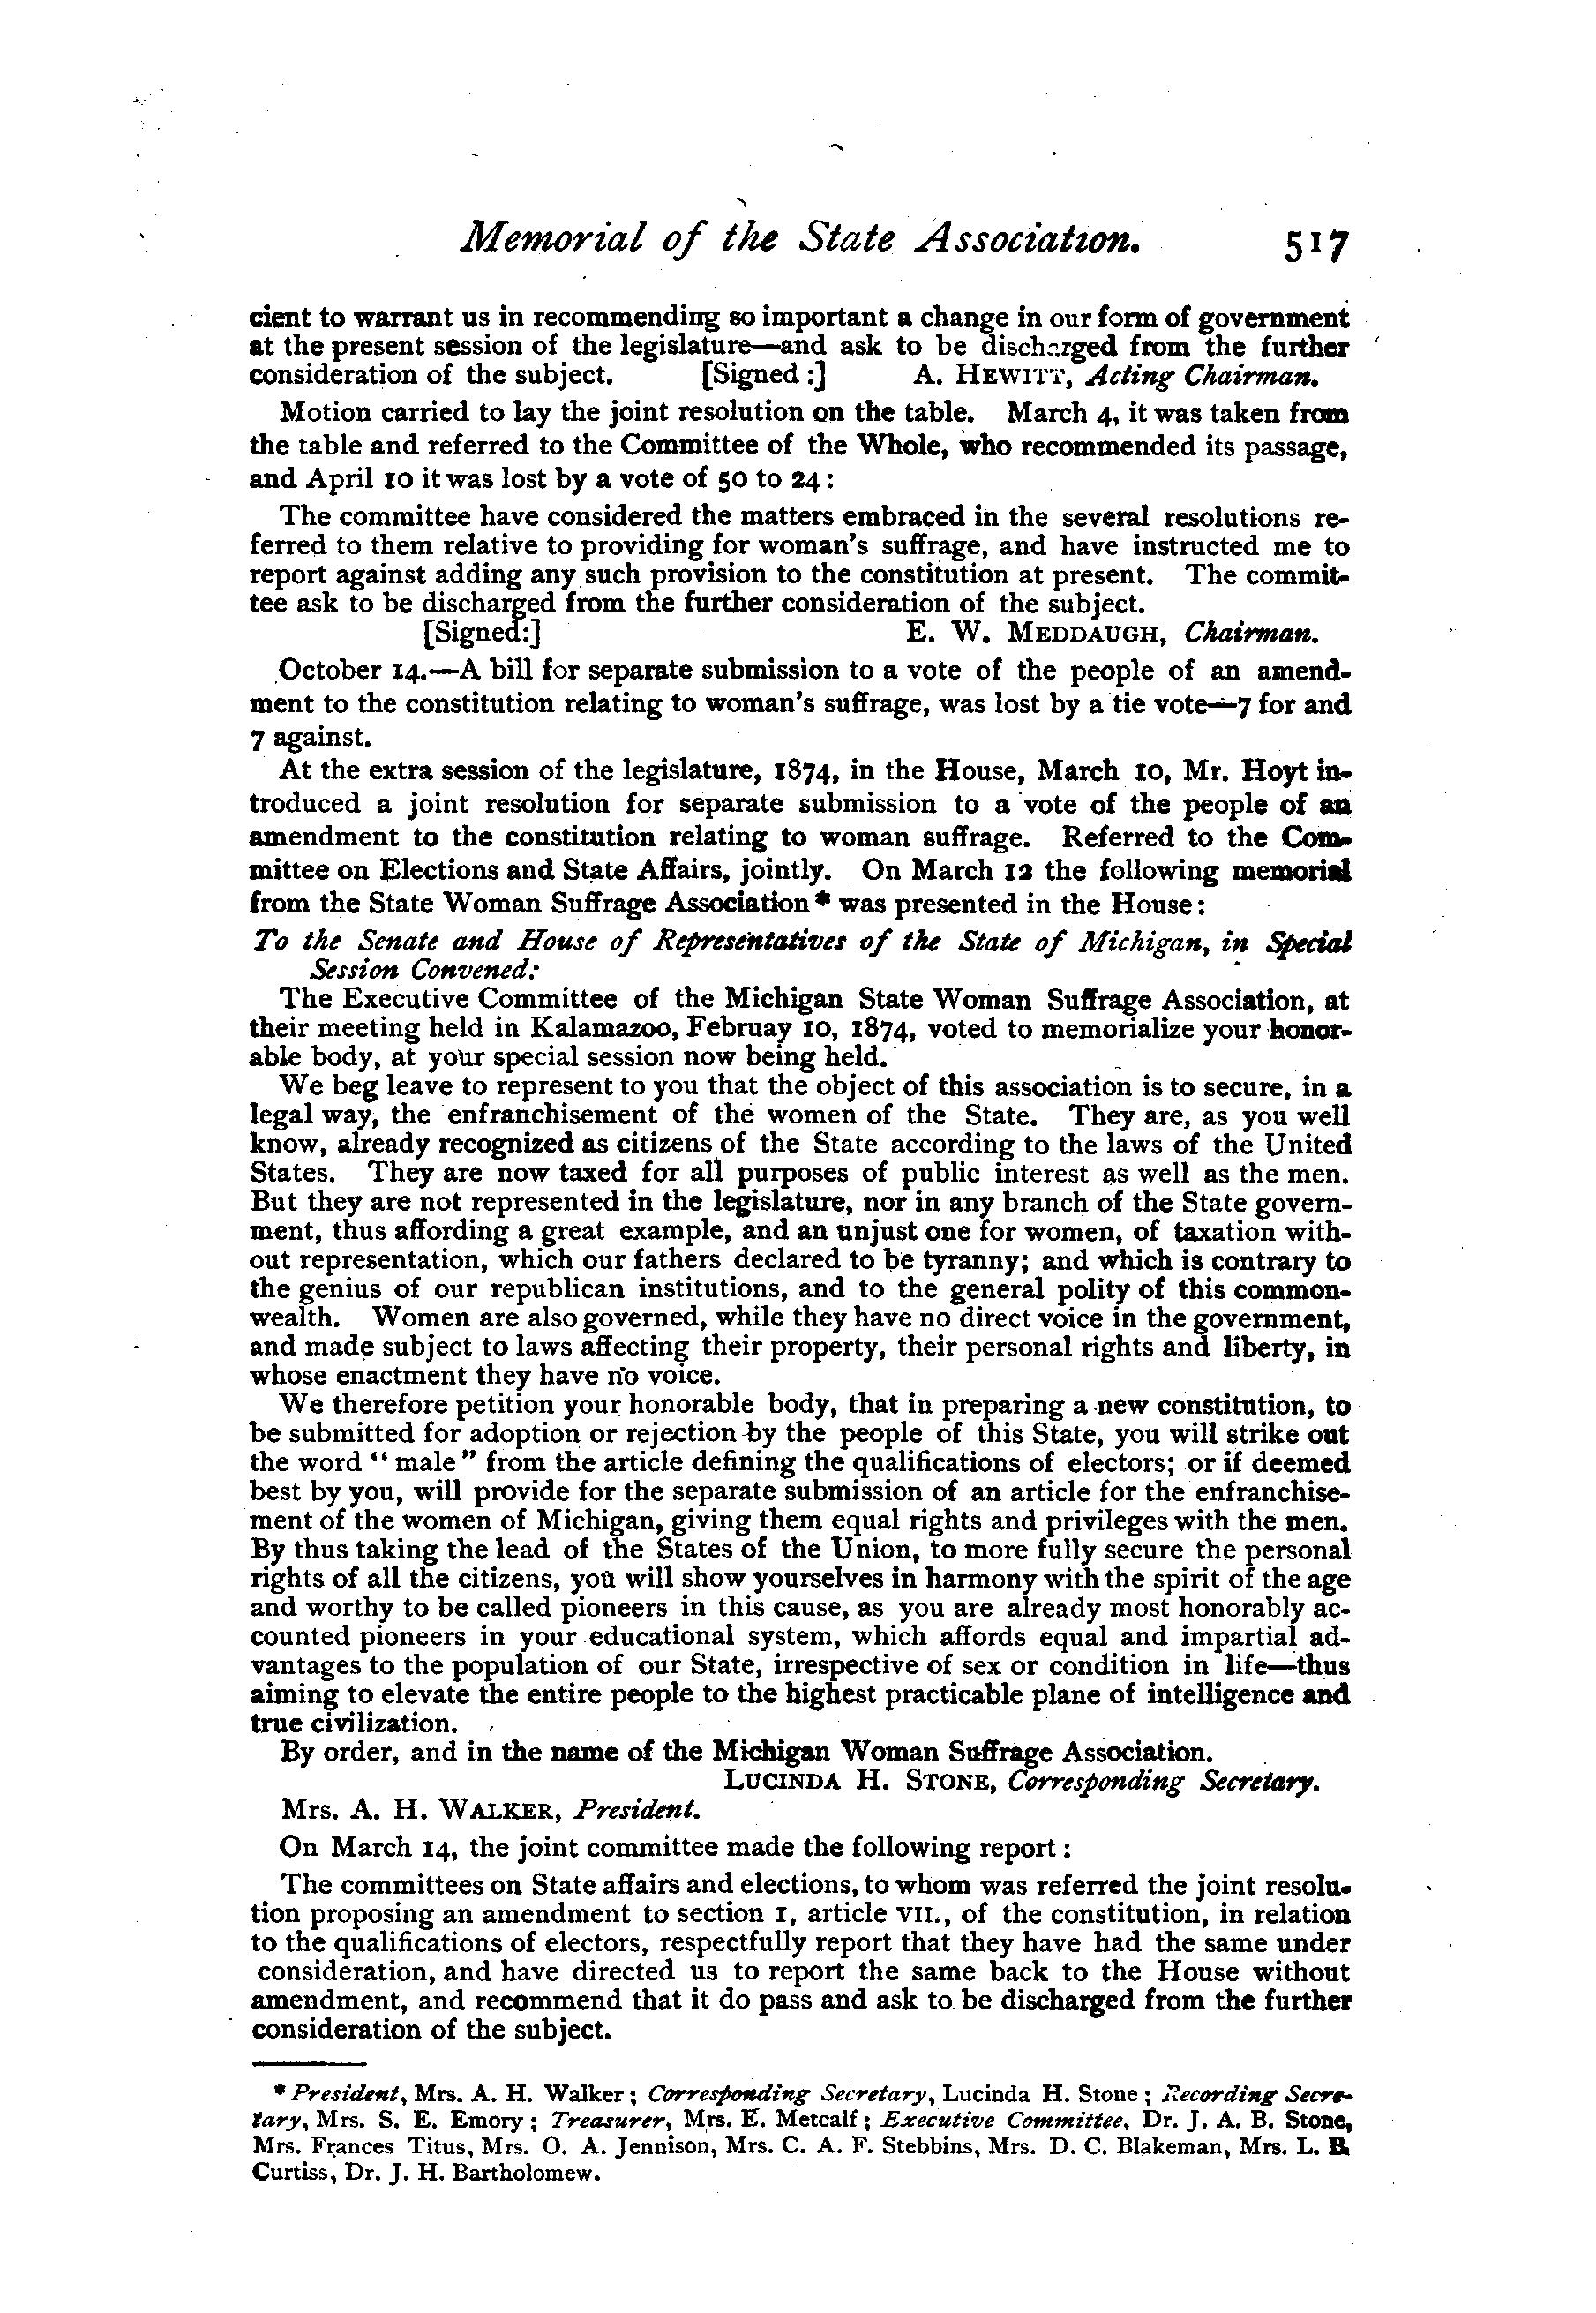 Memorial of the State Association. 517
cient to warrant us in recommending so important a change in our form of government
at the present session of the legislature—and ask to be discharged from the further
consideration of the subject. [Signed :] A. HEWITT, Acting Chairman.
Motion carried to lay the joint resolution on the table. March 4, it was taken from
the table and referred to the Committee of the Whole, who recommended its passage,
and April 10 it was lost by a vote of 50 to 24:
The committee have considered the matters embraced in the several resolutions re-
ferred to them relative to providing for woman's suffrage, and have instructed me to
report against adding any such provision to the constitution at present. The commit-
tee ask to be discharged from the further consideration of the subject.
[Signed:] E. W. MEDDAUGH, Chairman.
October 14.—A bill for separate submission to a vote of the people of an amend-
ment to the constitution relating to woman's suffrage, was lost by a tie vote—7 for and
7 against.
At the extra session of the legislature, 1874, in the House, March 10, Mr. Hoyt in-
troduced a joint resolution for separate submission to a vote of the people of an
amendment to the constitution relating to woman suffrage. Referred to the Com-
mittee on Elections and State Affairs, jointly. On March 12 the following memorial
from the State Woman Suffrage Association * was presented in the House:
To the Senate and House of Representatives of the State of Michigan, in Special
Session Convened:
The Executive Committee of the Michigan State Woman Suffrage Association, at
their meeting held in Kalamazoo, Februay 10, 1874, voted to memorialize your honor-
able body, at your special session now being held.
We beg leave to represent to you that the object of this association is to secure, in a
legal way, the enfranchisement of the women of the State. They are, as you well
know, already recognized as citizens of the State according to the laws of the United
States. They are now taxed for all purposes of public interest as well as the men.
But they are not represented in the legislature, nor in any branch of the State govern-
ment, thus affording a great example, and an unjust one for women, of taxation with-
out representation, which our fathers declared to be tyranny; and which is contrary to
the genius of our republican institutions, and to the general polity of this common-
wealth. Women are also governed, while they have no direct voice in the government,
and made subject to laws affecting their property, their personal rights and liberty, in
whose enactment they have no voice.
We therefore petition your honorable body, that in preparing a new constitution, to
be submitted for adoption or rejection by the people of this State, you will strike out
the word "male" from the article defining the qualifications of electors; or if deemed
best by you, will provide for the separate submission of an article for the enfranchise-
ment of the women of Michigan, giving them equal rights and privileges with the men.
By thus taking the lead of the States of the Union, to more fully secure the personal
rights of all the citizens, you will show yourselves in harmony with the spirit of the age
and worthy to be called pioneers in this cause, as you are already most honorably ac-
counted pioneers in your educational system, which affords equal and impartial ad-
vantages to the population of our State, irrespective of sex or condition in life—thus
aiming to elevate the entire people to the highest practicable plane of intelligence and
true civilization.
By order, and in the name of the Michigan Woman Suffrage Association.
LUCINDA H. STONE, Corresponding Secretary.
Mrs. A. H. WALKER, President.
On March 14, the joint committee made the following report:
The committees on State affairs and elections, to whom was referred the joint resolu-
tion proposing an amendment to section 1, article VII., of the constitution, in relation
to the qualifications of electors, respectfully report that they have had the same under
consideration, and have directed us to report the same back to the House without
amendment, and recommend that it do pass and ask to be discharged from the further
consideration of the subject.
* President, Mrs. A. H. Walker; Corresponding Secretary, Lucinda H. Stone; Recording Secre-
tary, Mrs. S. E. Emory; Treasurer, Mrs. E. Metcalf; Executive Committee, Dr. J. A. B. Stone,
Mrs. Frances Titus, Mrs. O. A. Jennison, Mrs. C. A. F. Stebbins, Mrs. D. C. Blakeman, Mrs. L. B.
Curtiss, Dr. J. H. Bartholomew.